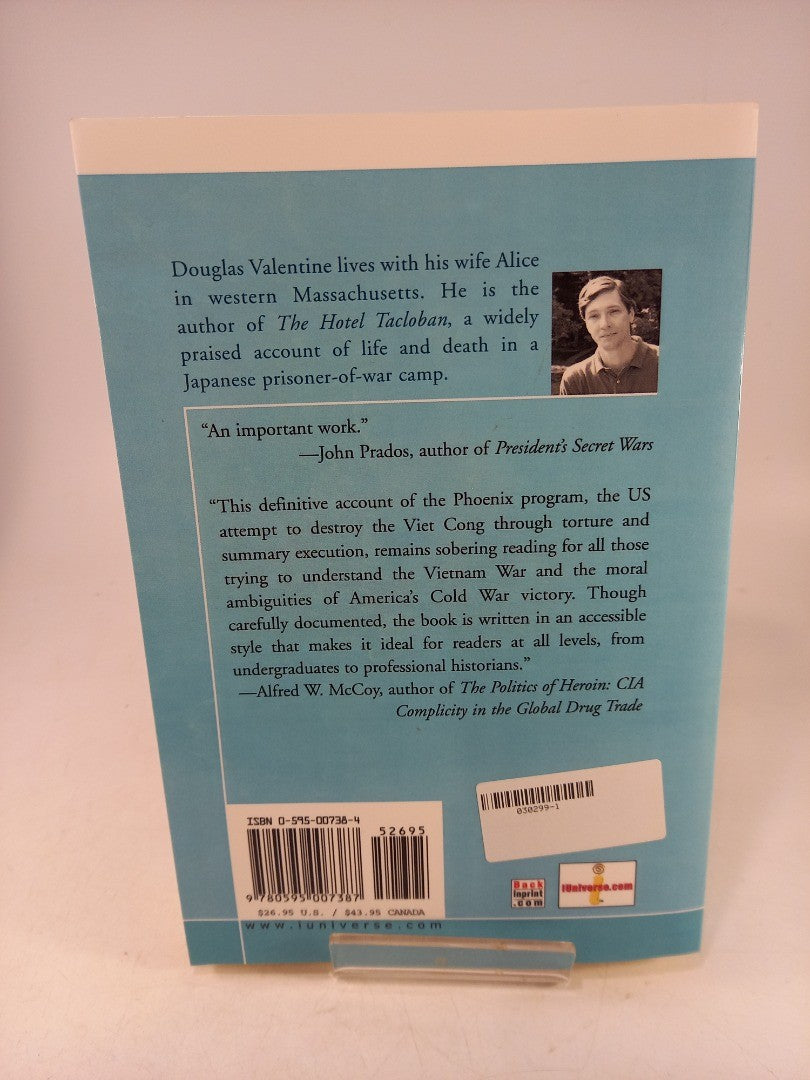 Douglas Valentine lives with his wife Alice
in western Massachusetts. He is the
author of The Hotel Tacloban, a widely
praised account of life and death in a
Japanese prisoner-of-war camp.
“An important work.”
—John Prados, author of President’s Secret Wars
“This definitive account of the Phoenix program, the US
attempt to destroy the Viet Cong through torture and
summary execution, remains sobering reading for all those
trying to understand the Vietnam War and the moral
ambiguities of America’s Cold War victory. Though
carefully documented, the book is written in an accessible
style that makes it ideal for readers at all levels, from
undergraduates to professional historians.”
—Alfred W. McCoy, author of The Politics of Heroin: CIA
Complicity in the Global Drug Trade
030299-1
ISBN 0-595-00738-4
52695
9 780595 007387
$26.95 U.S. / $43.95 CANADA
Back
inprint
.com
iUniverse.com
www.iuniverse.com